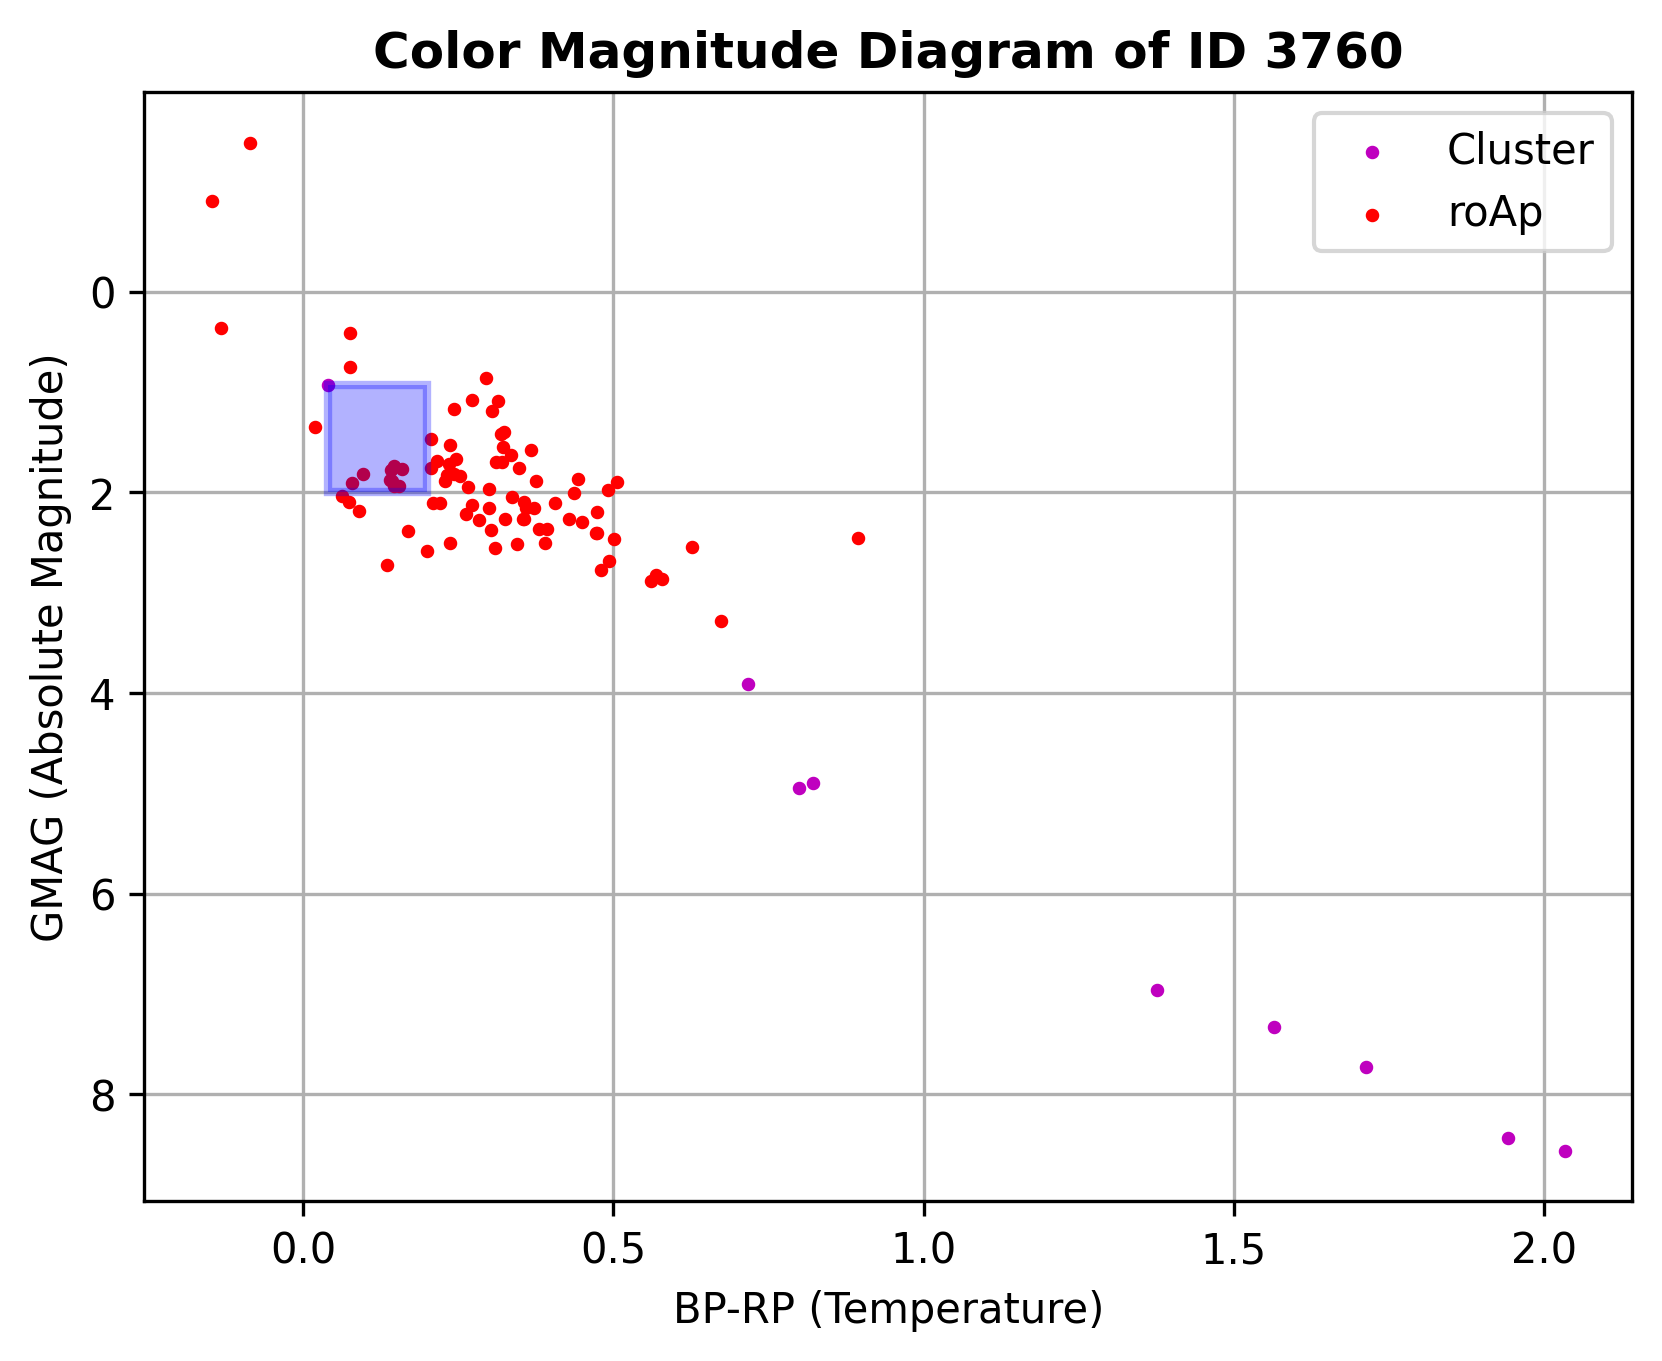 Color Magnitude Diagram of ID 3760
Cluster
roAp
GMAG (Absolute Magnitude)
0
2
4
6
8
0.0 0.5 1.0 1.5 2.0
BP-RP (Temperature)